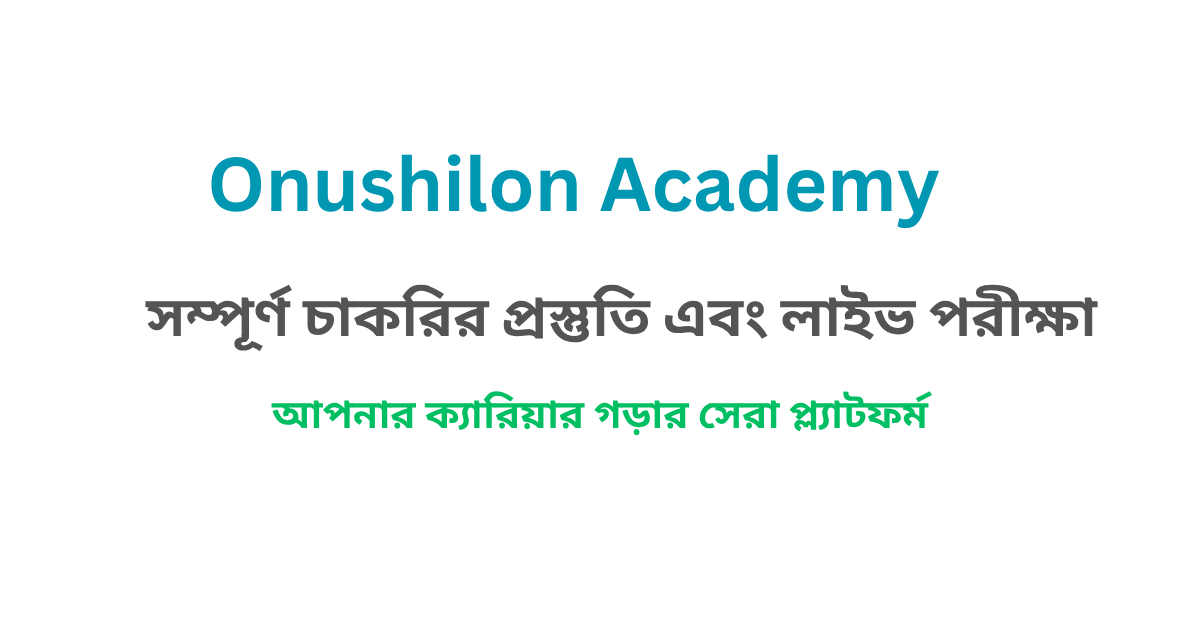 Onushilon Academy
সম্পূর্ণ চাকরির প্রস্তুতি এবং লাইভ পরীক্ষা
আপনার ক্যারিয়ার গড়ার সেরা প্ল্যাটফর্ম